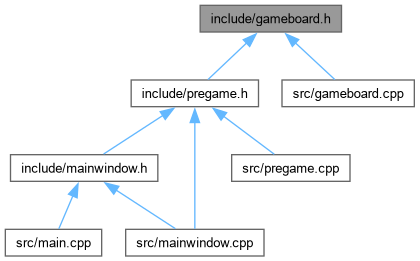 include/gameboard.h
include/pregame.h
src/gameboard.cpp
include/mainwindow.h
src/pregame.cpp
src/main.cpp
src/mainwindow.cpp